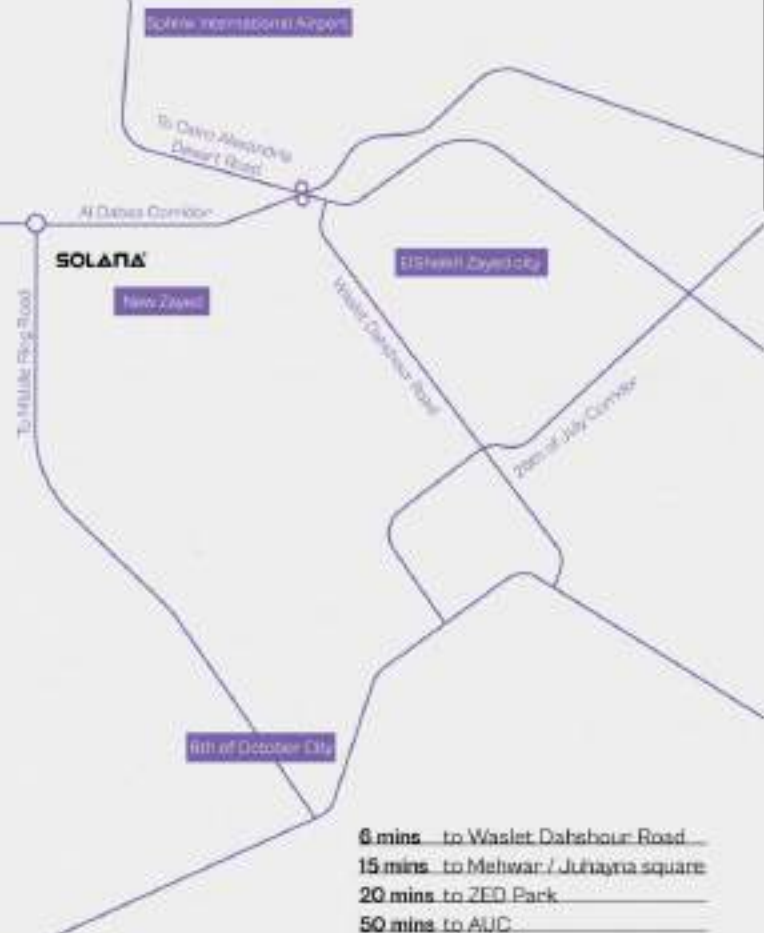 Sphinx International Airport
To Cairo Alexandria
Desert Road
Al Dabaa Corridor
SOLANA
ElSheikh Zayed city
New Zayed
Waslet Dahshour Road
To Middle Ring Road
26th of July Corridor
6th of October City
6 mins to Waslet Dahshour Road
15 mins to Mehwar / Juhayna square
20 mins to ZED Park
50 mins to AUC